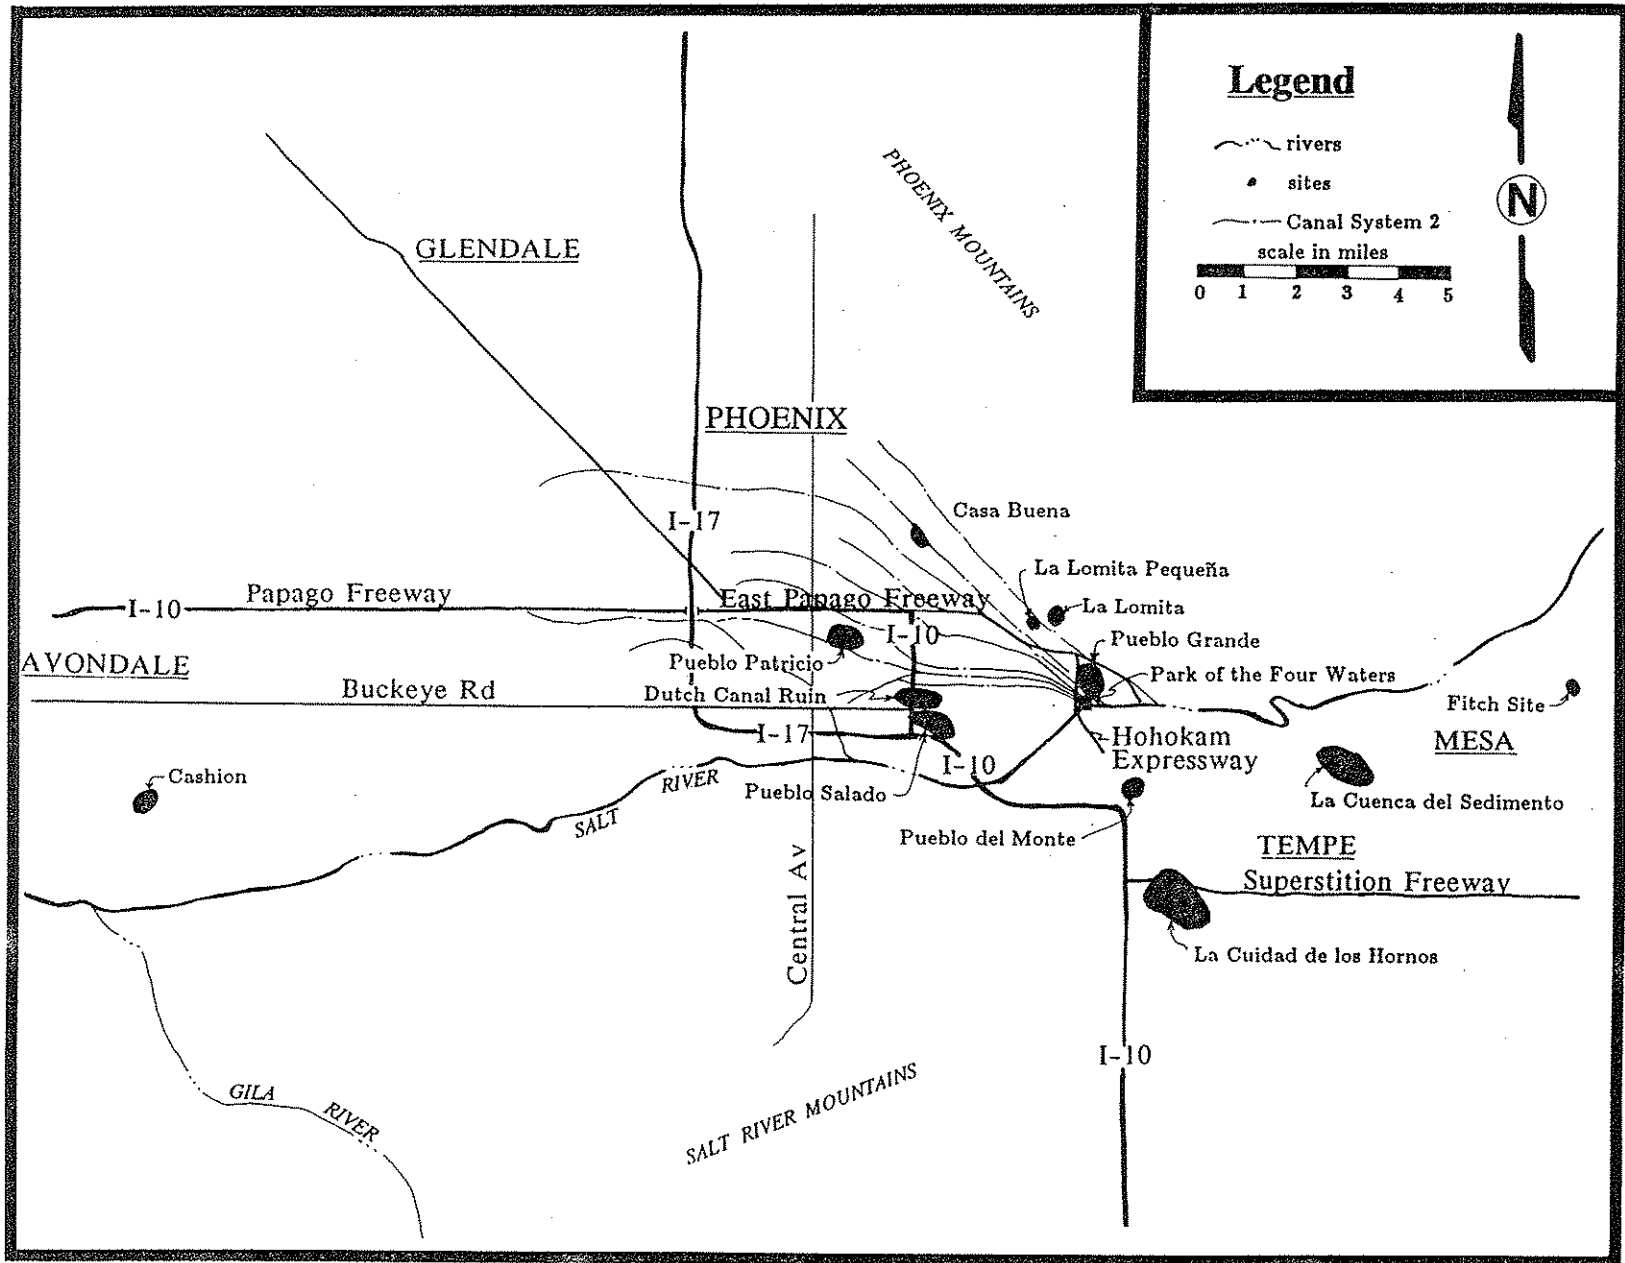 Legend
rivers
sites
Canal System 2
scale in miles
0 1 2 3 4 5
N
PHOENIX MOUNTAINS
GLENDALE
PHOENIX
I-17
Casa Buena
La Lomita Pequeña
La Lomita
Pueblo Grande
Park of the Four Waters
I-10
Papago Freeway
East Papago Freeway
I-10
AVONDALE
Pueblo Patricio
Buckeye Rd
Dutch Canal Ruin
Fitch Site
MESA
I-17
Hohokam
Expressway
I-10
Cashion
SALT
RIVER
Pueblo Salado
La Cuenca del Sedimento
Pueblo del Monte
TEMPE
Superstition Freeway
Central Av
La Cuidad de los Hornos
I-10
GILA
RIVER
SALT RIVER MOUNTAINS